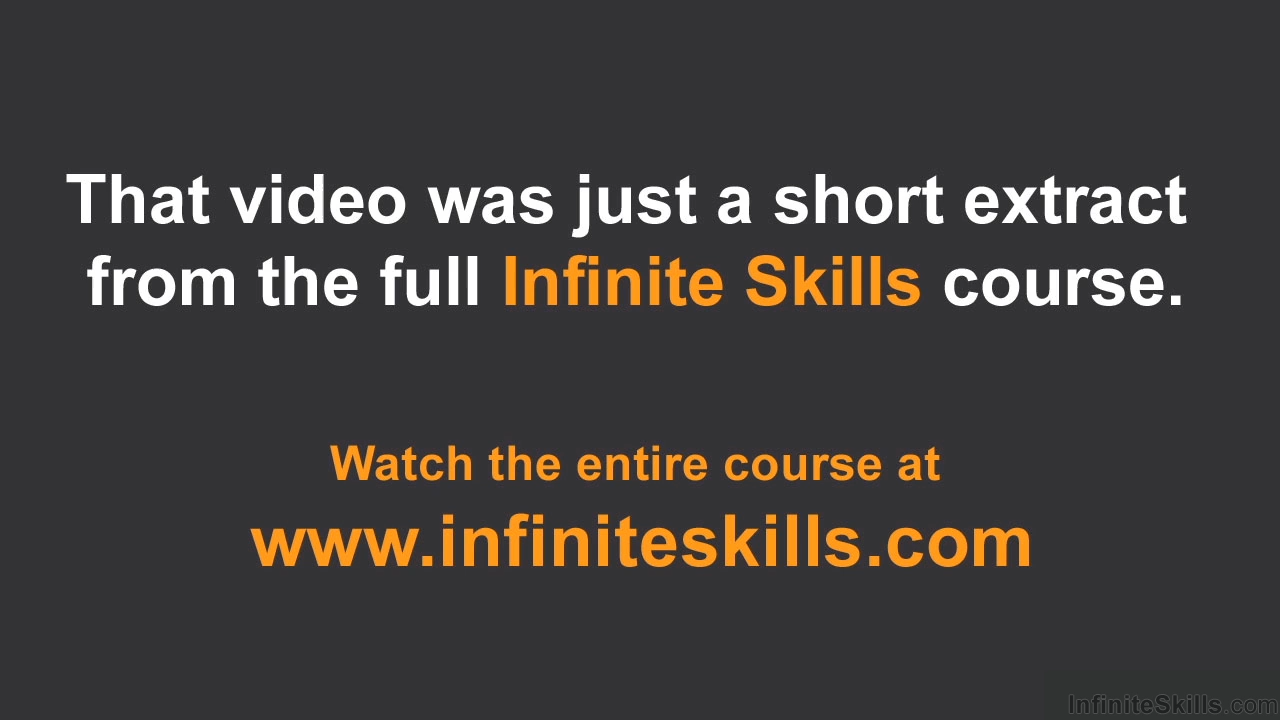 That video was just a short extract
from the full Infinite Skills course.
Watch the entire course at
www.infiniteskills.com
InfiniteSkills.com